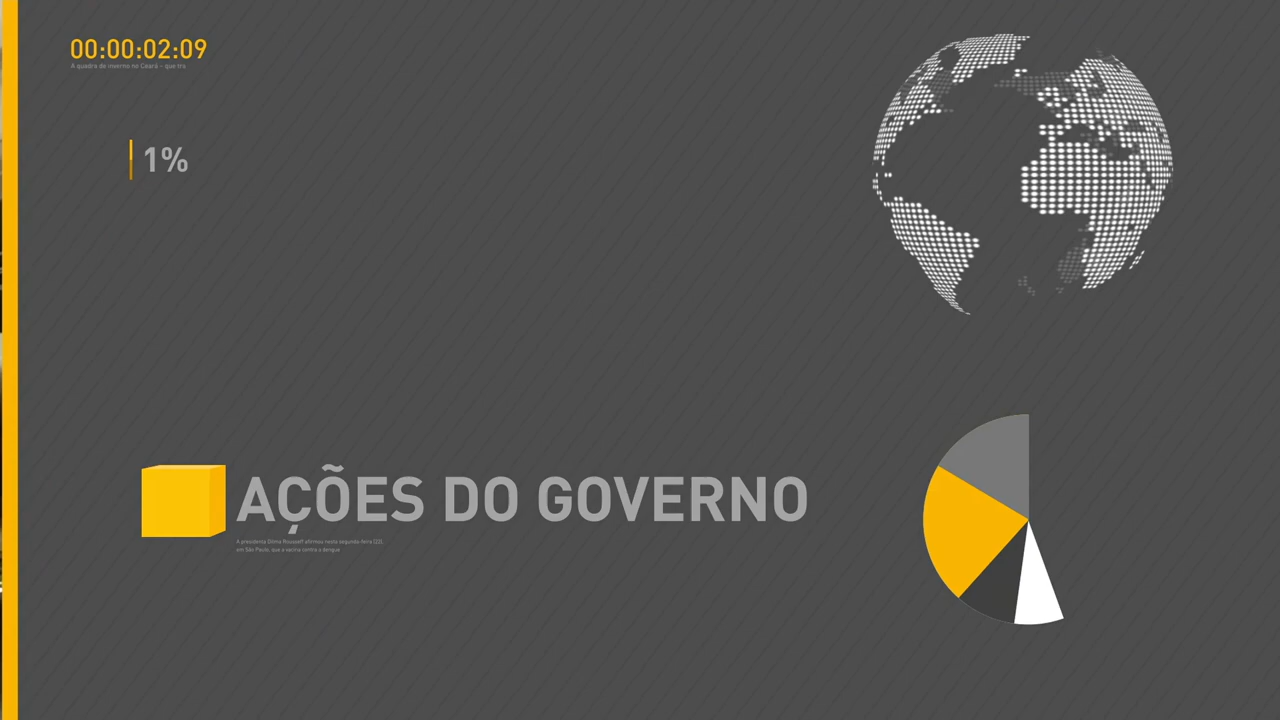 00:00:02:09
A quadra de inverno no Ceará – que tra
1%
AÇÕES DO GOVERNO
A presidenta Dilma Rousseff afirmou nesta segunda-feira (22),
em São Paulo, que a vacina contra a dengue